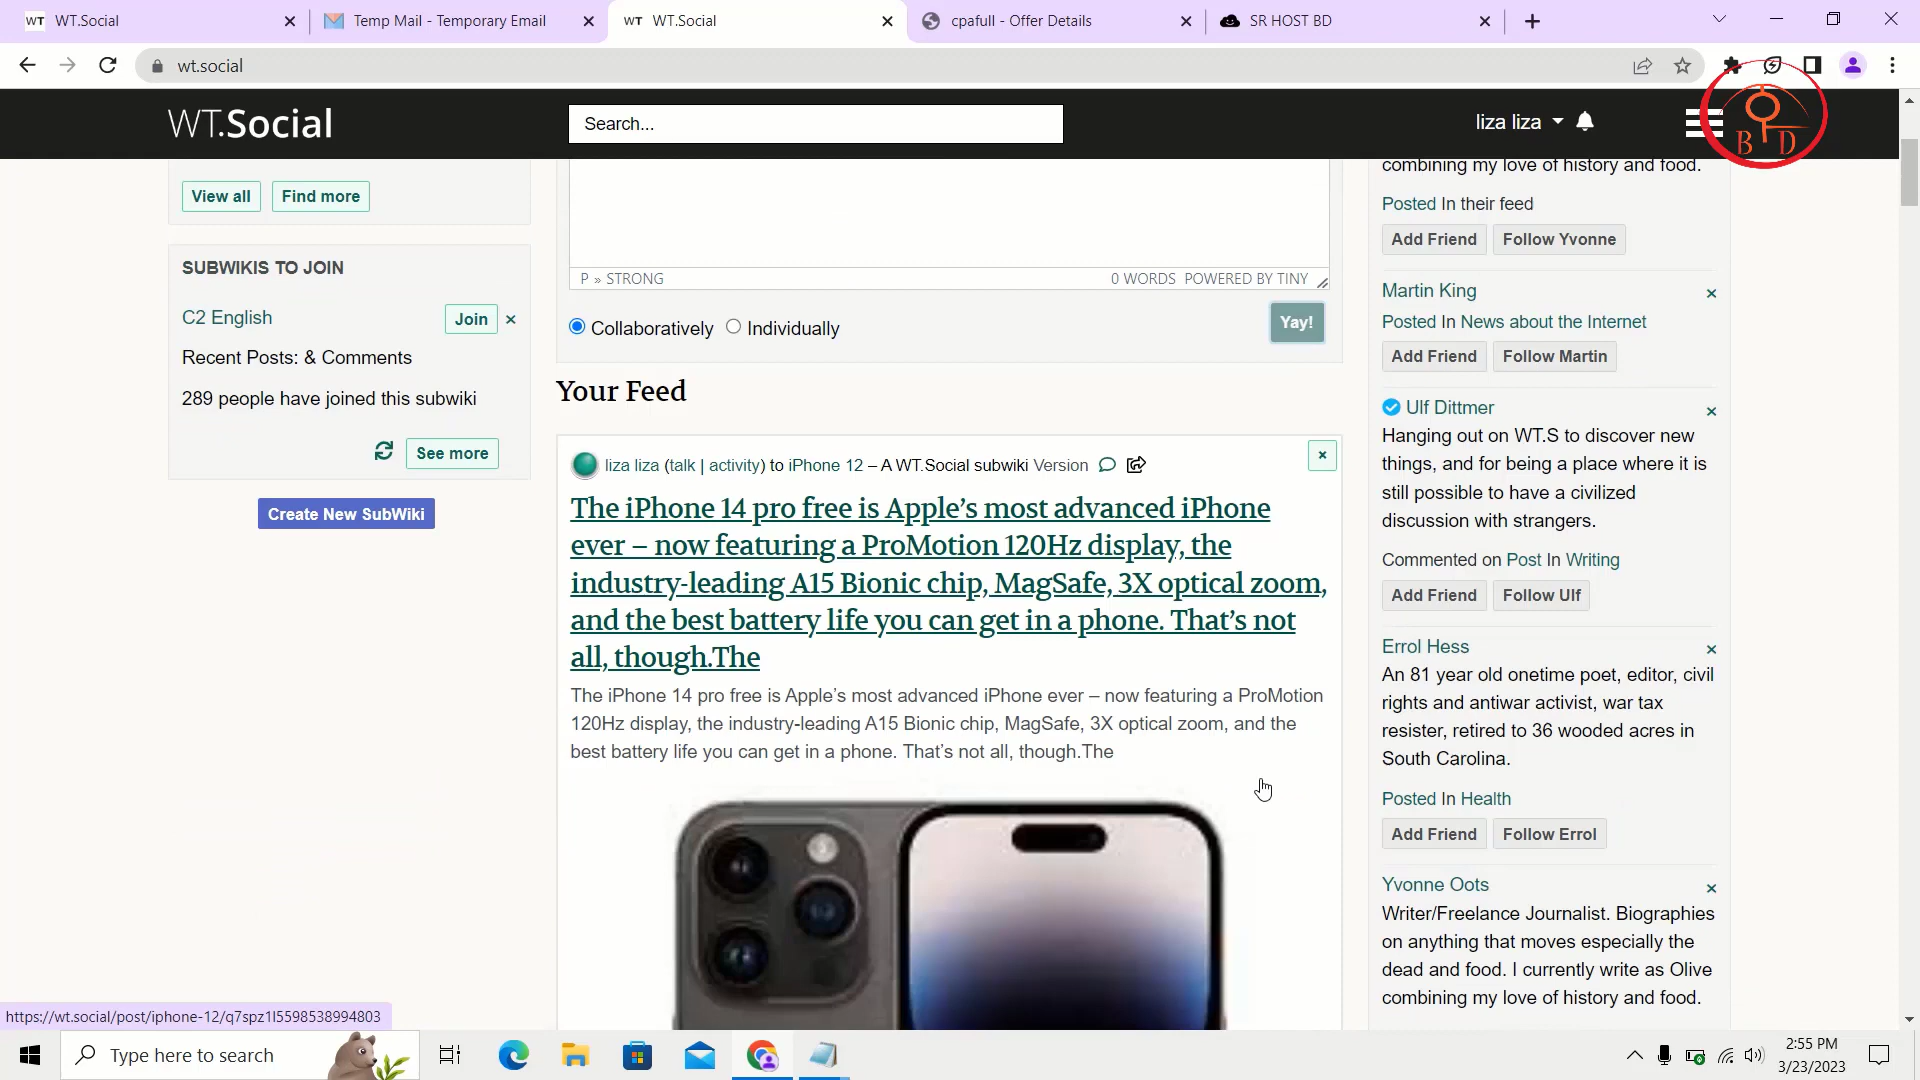 WT WT.Social
Temp Mail - Temporary Email
WT WT.Social
cpafull - Offer Details
SR HOST BD
wt.social
WT.Social
Search...
liza liza
B D
View all Find more
SUBWIKIS TO JOIN
C2 English Join ×
Recent Posts: & Comments
289 people have joined this subwiki
See more
Create New SubWiki
P » STRONG
0 WORDS POWERED BY TINY
Collaboratively Individually
Yay!
Your Feed
liza liza (talk | activity) to iPhone 12 – A WT.Social subwiki Version
×
The iPhone 14 pro free is Apple’s most advanced iPhone
ever – now featuring a ProMotion 120Hz display, the
industry-leading A15 Bionic chip, MagSafe, 3X optical zoom,
and the best battery life you can get in a phone. That’s not
all, though.The
The iPhone 14 pro free is Apple’s most advanced iPhone ever – now featuring a ProMotion
120Hz display, the industry-leading A15 Bionic chip, MagSafe, 3X optical zoom, and the
best battery life you can get in a phone. That’s not all, though.The
combining my love of history and food.
Posted In their feed
Add Friend Follow Yvonne
Martin King ×
Posted In News about the Internet
Add Friend Follow Martin
Ulf Dittmer ×
Hanging out on WT.S to discover new
things, and for being a place where it is
still possible to have a civilized
discussion with strangers.
Commented on Post In Writing
Add Friend Follow Ulf
Errol Hess ×
An 81 year old onetime poet, editor, civil
rights and antiwar activist, war tax
resister, retired to 36 wooded acres in
South Carolina.
Posted In Health
Add Friend Follow Errol
Yvonne Oots ×
Writer/Freelance Journalist. Biographies
on anything that moves especially the
dead and food. I currently write as Olive
combining my love of history and food.
https://wt.social/post/iphone-12/q7spz1l5598538994803
Type here to search
2:55 PM
3/23/2023